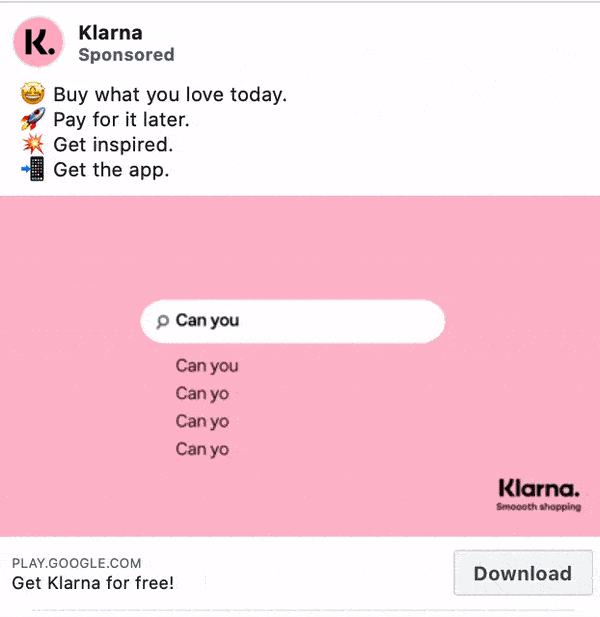 K.
Klarna
Sponsored
🤩 Buy what you love today.
🚀 Pay for it later.
💥 Get inspired.
📲 Get the app.
Can you
Can you
Can yo
Can yo
Can yo
Klarna.
Smoooth shopping
PLAY.GOOGLE.COM
Get Klarna for free!
Download